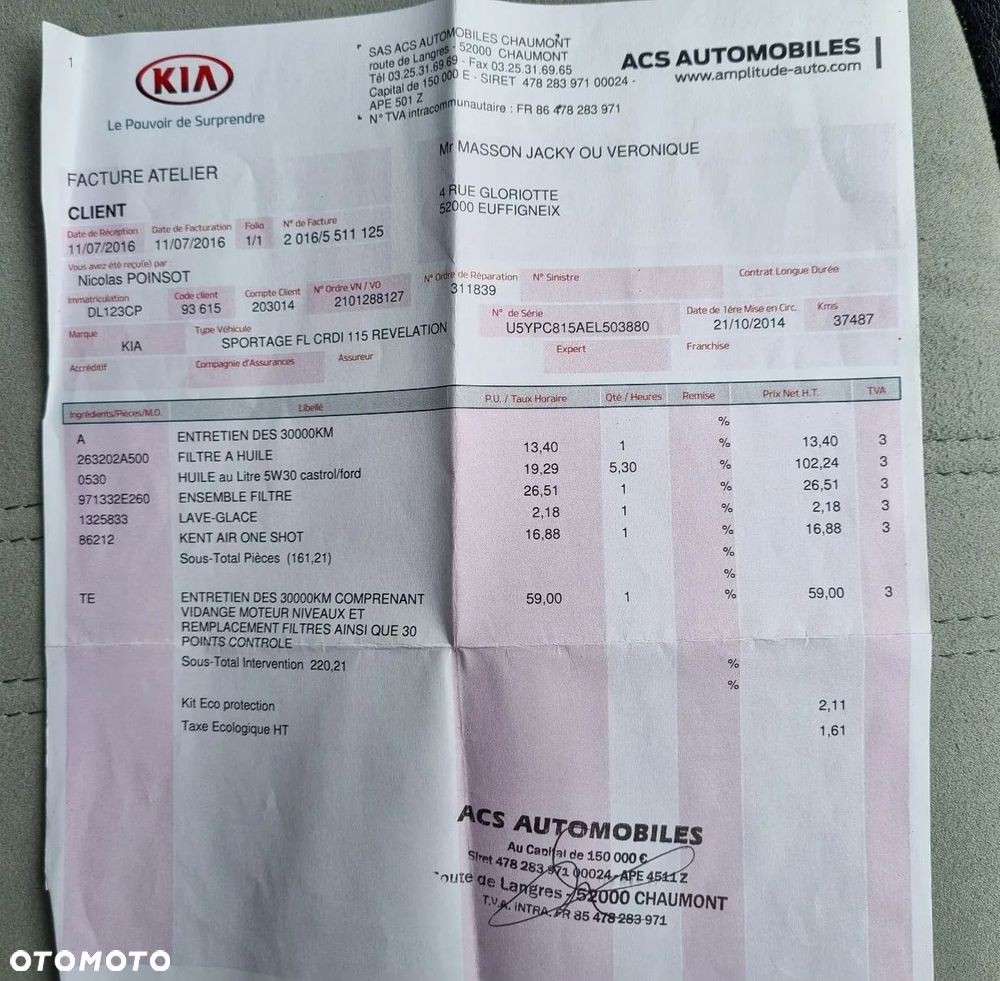 1
KIA
Le Pouvoir de Surprendre
SAS ACS AUTOMOBILES CHAUMONT
route de Langres - 52000 CHAUMONT
Tél 03.25.31.69.69 - Fax 03.25.31.69.65
Capital de 150 000 E - SIRET 478 283 971 00024 -
APE 501 Z
N° TVA intracommunautaire : FR 86 478 283 971
ACS AUTOMOBILES
www.amplitude-auto.com
Mr MASSON JACKY OU VERONIQUE
4 RUE GLORIOTTE
52000 EUFFIGNEIX
FACTURE ATELIER
CLIENT
Date de Réception Date de Facturation Folio N° de Facture
11/07/2016 11/07/2016 1/1 2 016/5 511 125
Vous avez été reçu(e) par :
Nicolas POINSOT
N° Ordre de Réparation N° Sinistre Contrat Longue Durée
311839
Immatriculation Code client Compte Client N° Ordre VN / VO
DL123CP 93 615 203014 2101288127
N° de Série Date de 1ère Mise en Circ. Kms
U5YPC815AEL503880 21/10/2014 37487
Marque Type Véhicule
KIA SPORTAGE FL CRDI 115 REVELATION
Expert Franchise
Accréditif Compagnie d'Assurances Assureur
Ingrédients/Pièces/M.O. Libellé P.U. / Taux Horaire Qté / Heures Remise Prix Net H.T. TVA
A ENTRETIEN DES 30000KM %
263202A500 FILTRE A HUILE 13,40 1 % 13,40 3
0530 HUILE au Litre 5W30 castrol/ford 19,29 5,30 % 102,24 3
971332E260 ENSEMBLE FILTRE 26,51 1 % 26,51 3
1325833 LAVE-GLACE 2,18 1 % 2,18 3
86212 KENT AIR ONE SHOT 16,88 1 % 16,88 3
Sous-Total Pièces (161,21) %
%
TE ENTRETIEN DES 30000KM COMPRENANT 59,00 1 % 59,00 3
VIDANGE MOTEUR NIVEAUX ET
REMPLACEMENT FILTRES AINSI QUE 30
POINTS CONTROLE
Sous-Total Intervention 220,21 %
%
Kit Eco protection 2,11
Taxe Ecologique HT 1,61
ACS AUTOMOBILES
Au Capital de 150 000 €
Siret 478 283 971 00024 - APE 4511 Z
oute de Langres - 52000 CHAUMONT
T.V.A. INTRA. FR 85 478 283 971
OTOMOTO